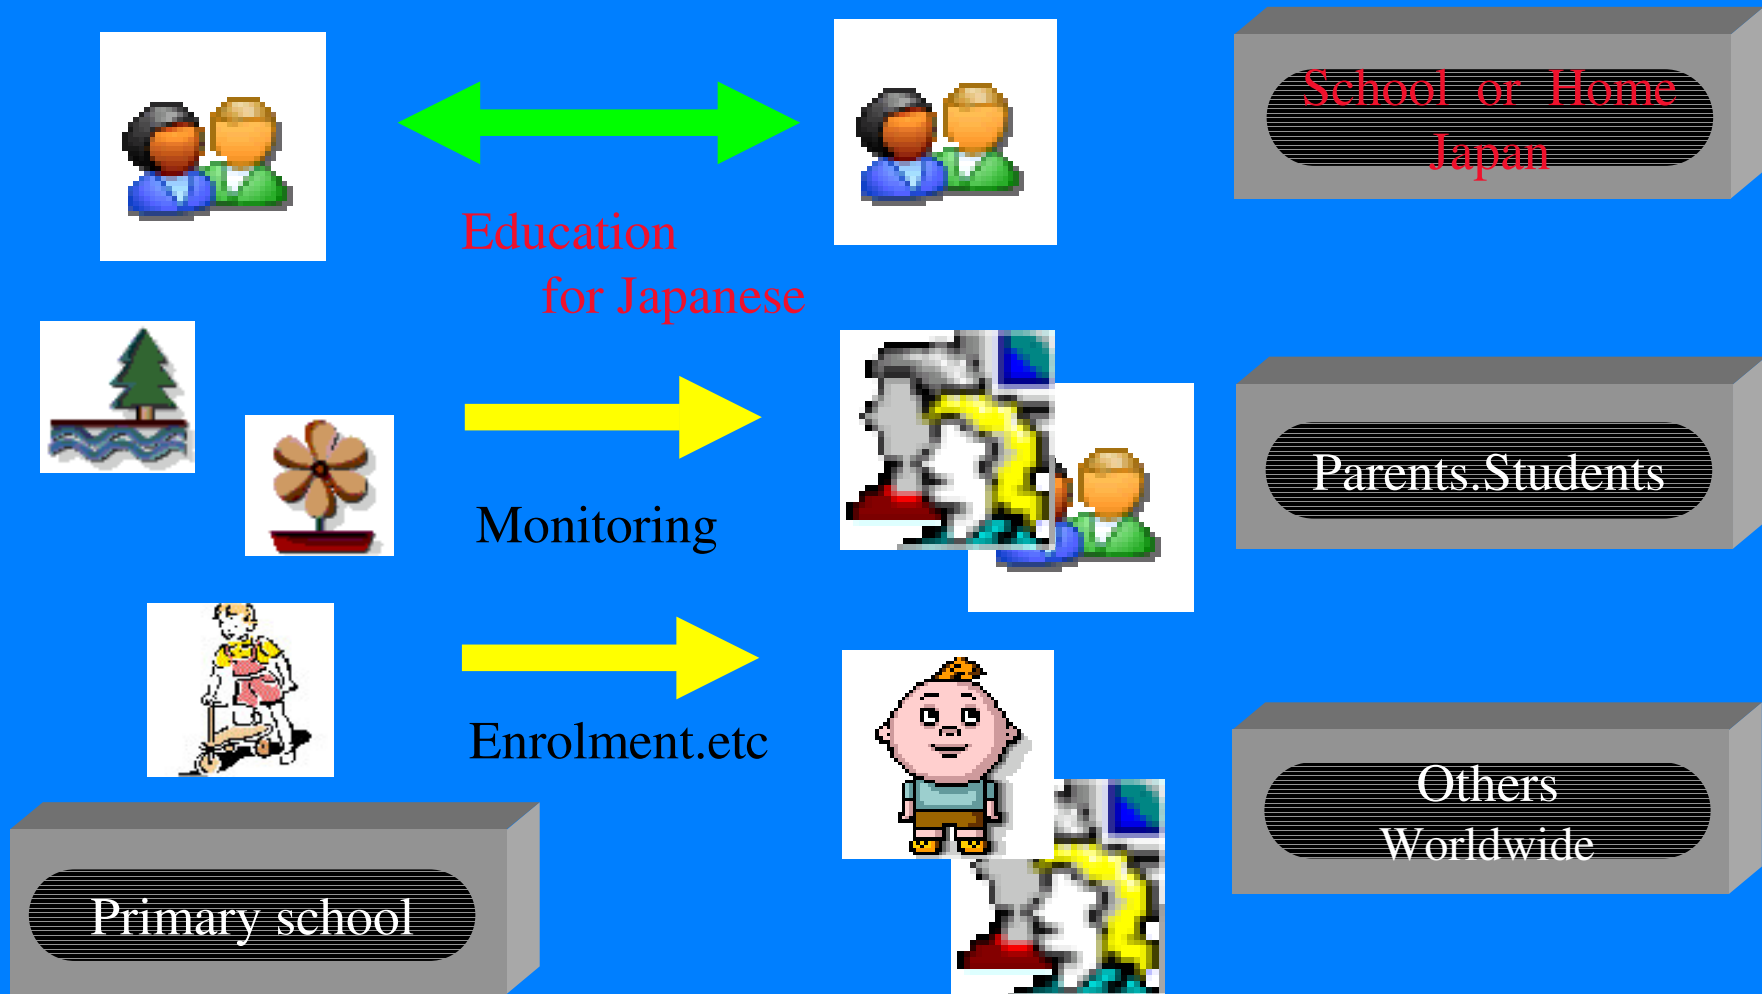 School or Home
Japan
Education
for Japanese
Parents.Students
Monitoring
Enrolment.etc
Others
Worldwide
Primary school